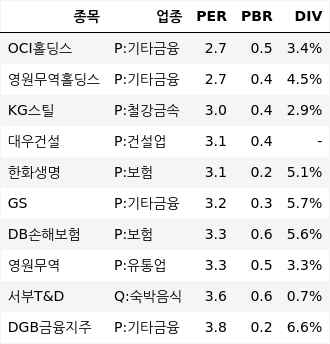 종목 업종 PER PBR DIV
OCI홀딩스 P:기타금융 2.7 0.5 3.4%
영원무역홀딩스 P:기타금융 2.7 0.4 4.5%
KG스틸 P:철강금속 3.0 0.4 2.9%
대우건설 P:건설업 3.1 0.4 -
한화생명 P:보험 3.1 0.2 5.1%
GS P:기타금융 3.2 0.3 5.7%
DB손해보험 P:보험 3.3 0.6 5.6%
영원무역 P:유통업 3.3 0.5 3.3%
서부T&D Q:숙박음식 3.6 0.6 0.7%
DGB금융지주 P:기타금융 3.8 0.2 6.6%